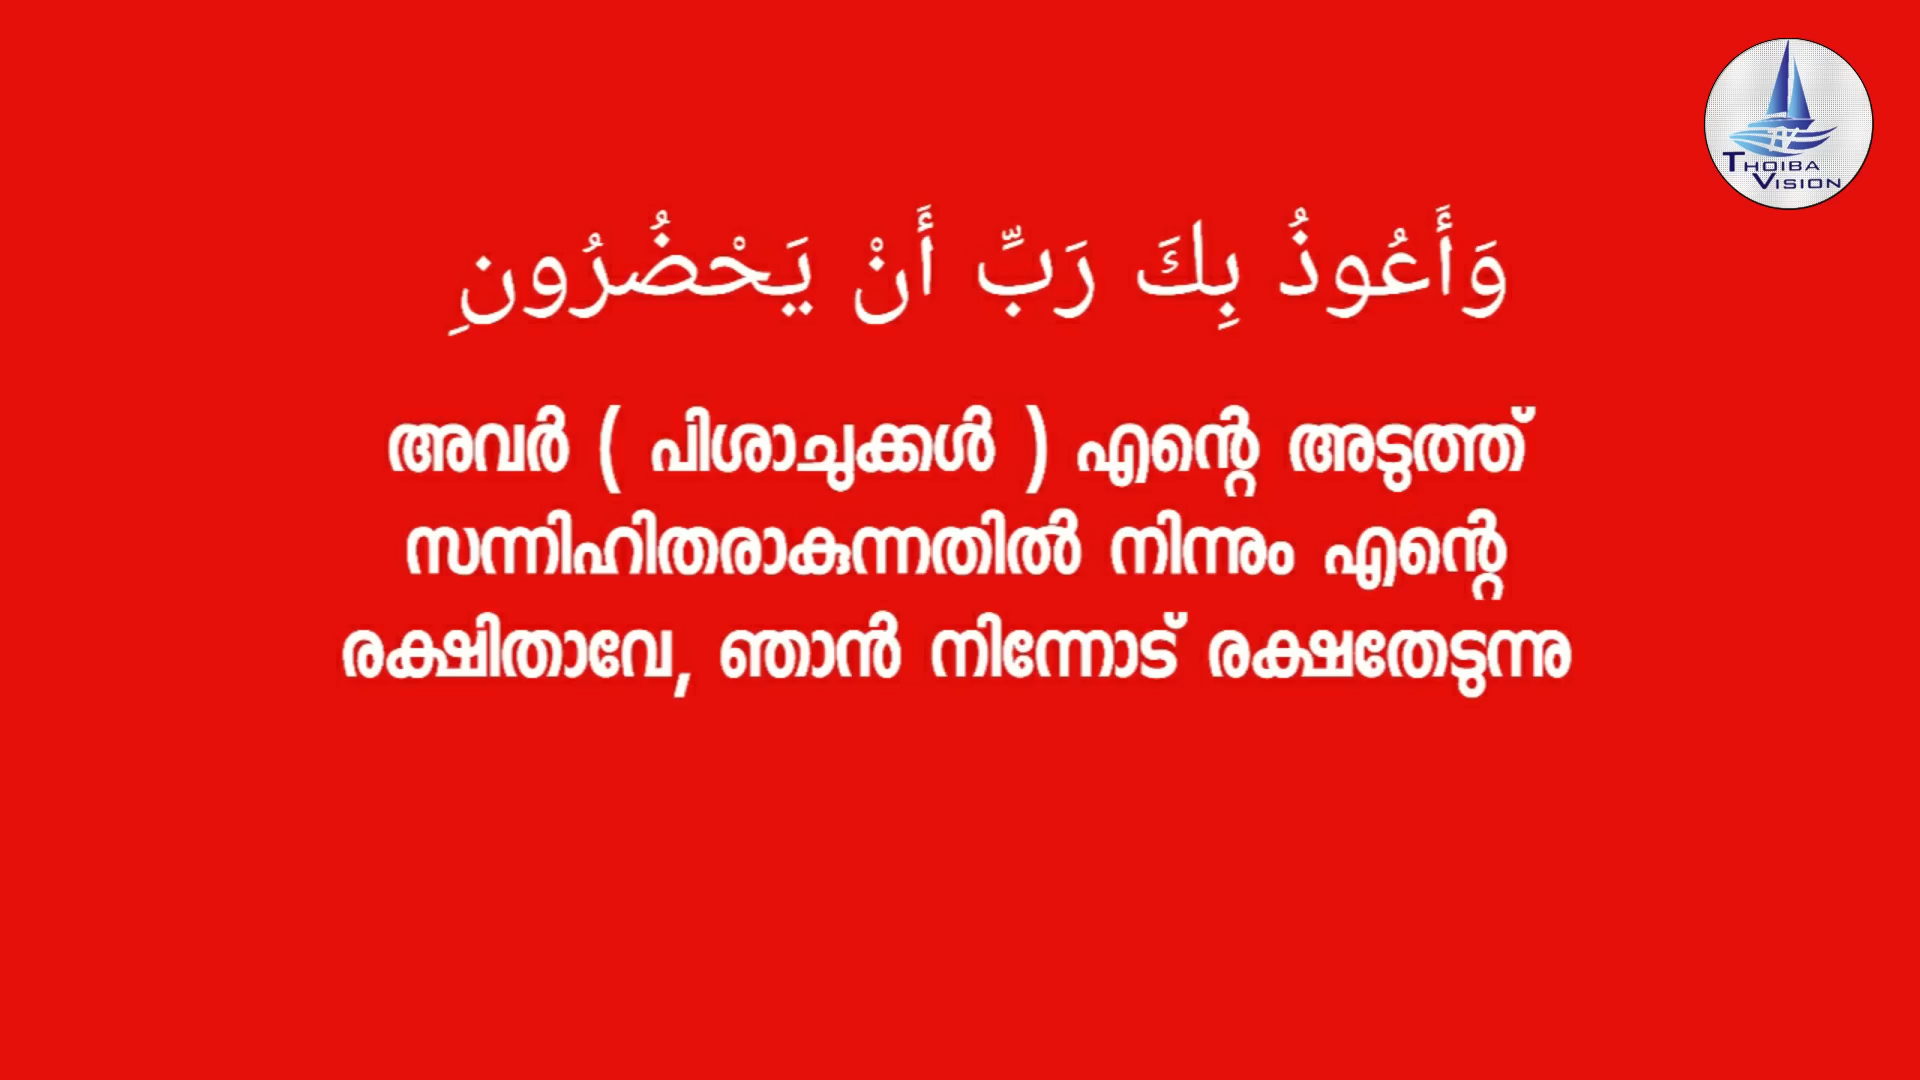 THOIBA
VISION
وَأَعُوذُ بِكَ رَبِّ أَنْ يَحْضُرُونِ
അവർ ( പിശാചുക്കൾ ) എന്റെ അടുത്ത്
സന്നിഹിതരാകുന്നതിൽ നിന്നും എന്റെ
രക്ഷിതാവേ, ഞാൻ നിന്നോട് രക്ഷതേടുന്നു